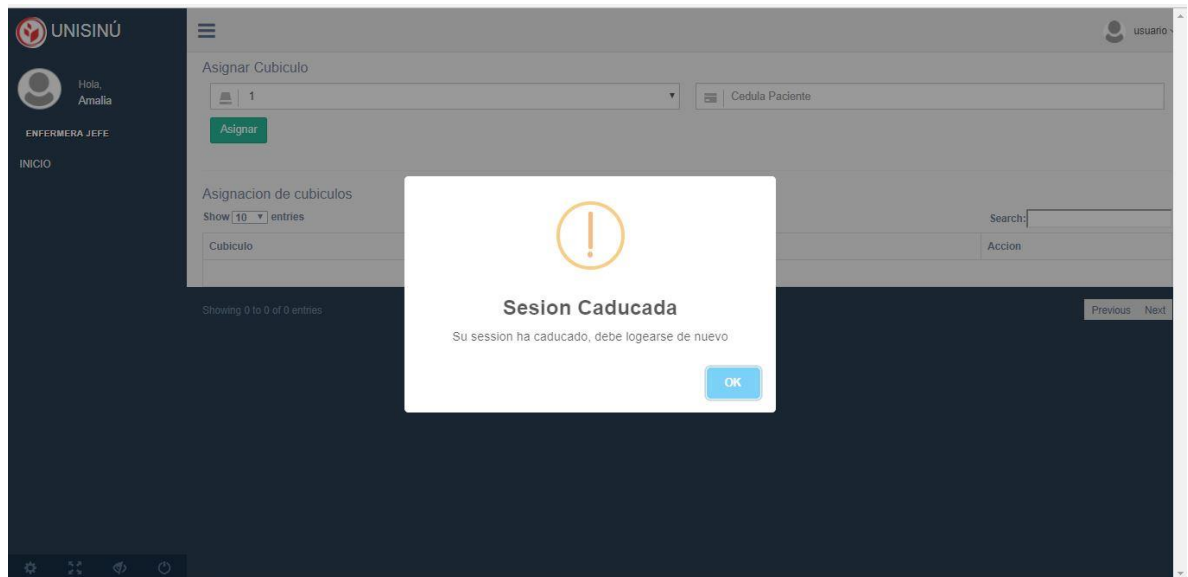 UNISINÚ
usuario
Hola,
Amalia
ENFERMERA JEFE
INICIO
Asignar Cubiculo
1
Cedula Paciente
Asignar
Asignacion de cubiculos
Show 10 entries
Search:
Cubiculo
Accion
Showing 0 to 0 of 0 entries
Previous Next
Sesion Caducada
Su session ha caducado, debe logearse de nuevo
OK